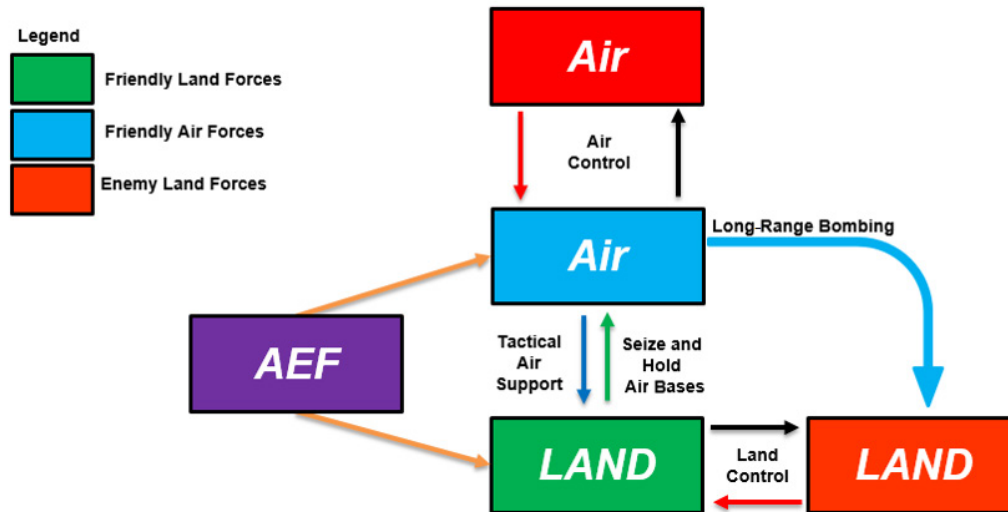 Legend
Friendly Land Forces
Friendly Air Forces
Enemy Land Forces
Air
Air
Control
Air
Long-Range Bombing
AEF
Tactical
Air
Support
Seize and
Hold
Air Bases
LAND
Land
Control
LAND